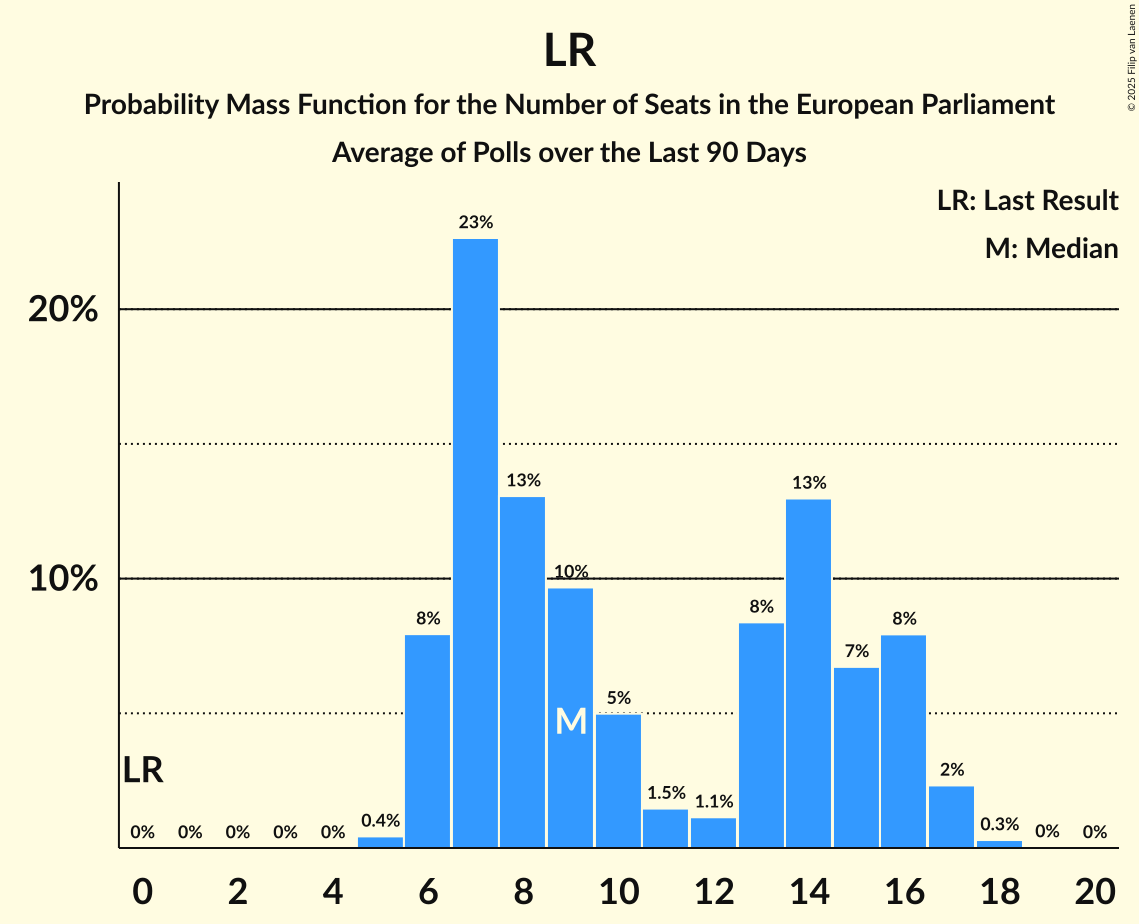 LR
Probability Mass Function for the Number of Seats in the European Parliament
Average of Polls over the Last 90 Days
© 2025 Filip van Laenen
LR: Last Result
M: Median
20%
10%
0% 0% 0% 0% 0% 0.4% 8% 23% 13% 10% 5% 1.5% 1.1% 8% 13% 7% 8% 2% 0.3% 0% 0%
M
LR
0 2 4 6 8 10 12 14 16 18 20